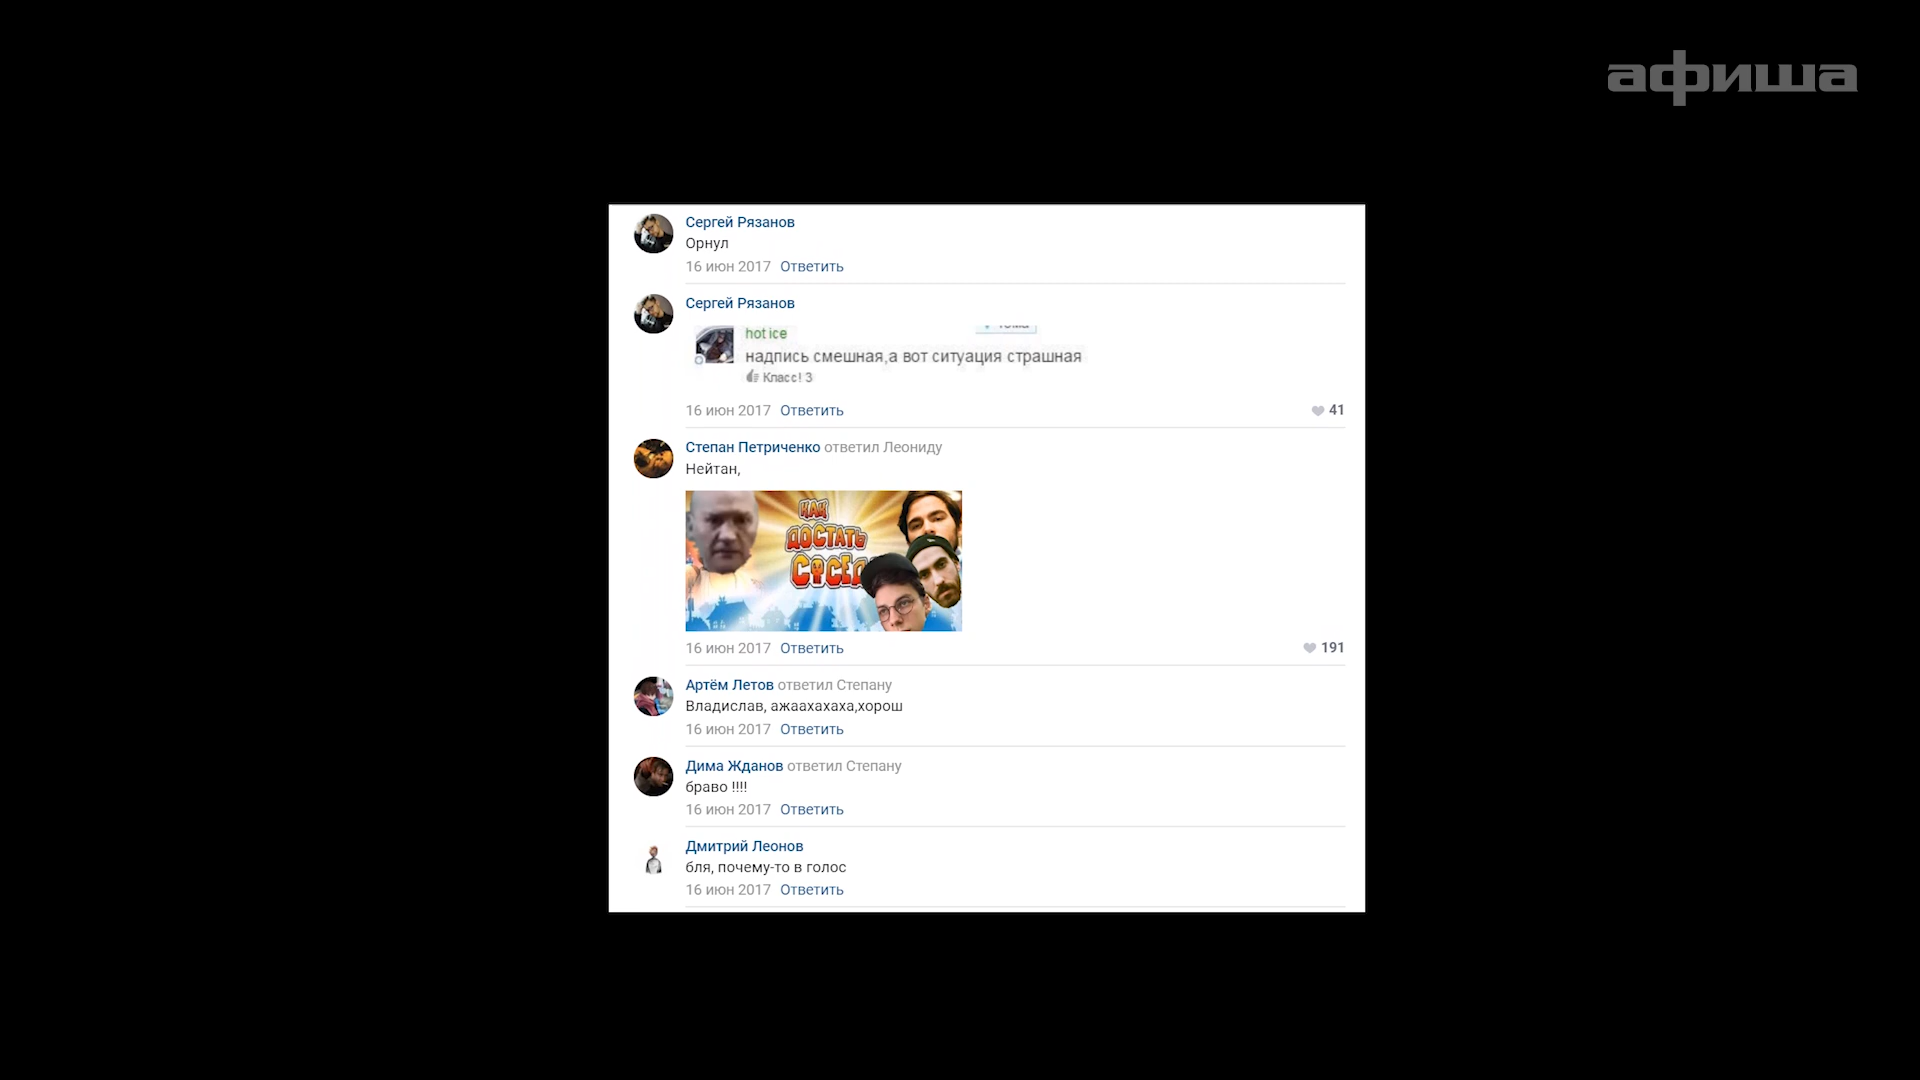 афиша
Сергей Рязанов
Орнул
16 июн 2017 Ответить
Сергей Рязанов
hot ice
надпись смешная,а вот ситуация страшная
Класс! 3
16 июн 2017 Ответить 41
Степан Петриченко ответил Леониду
Нейтан,
КАК
ДОСТАТЬ
СОСЕД
16 июн 2017 Ответить 191
Артём Летов ответил Степану
Владислав, ажаахахаха,хорош
16 июн 2017 Ответить
Дима Жданов ответил Степану
браво !!!!
16 июн 2017 Ответить
Дмитрий Леонов
бля, почему-то в голос
16 июн 2017 Ответить